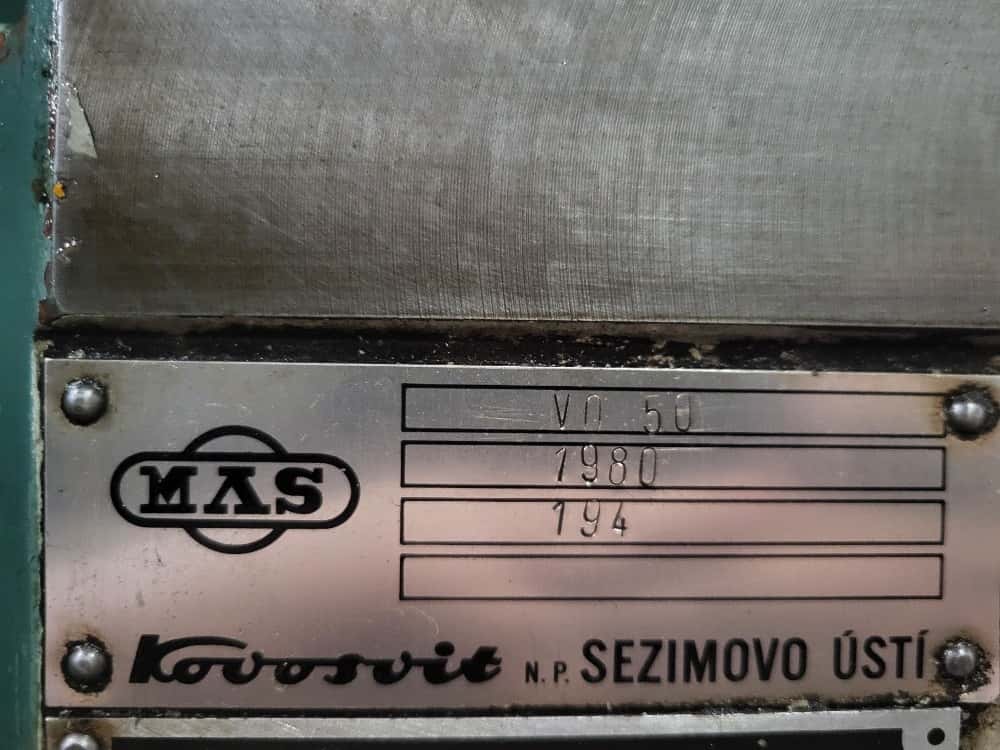 MAS
VO 50
1980
194
Kovosvit N.P. SEZIMOVO ÚSTÍ